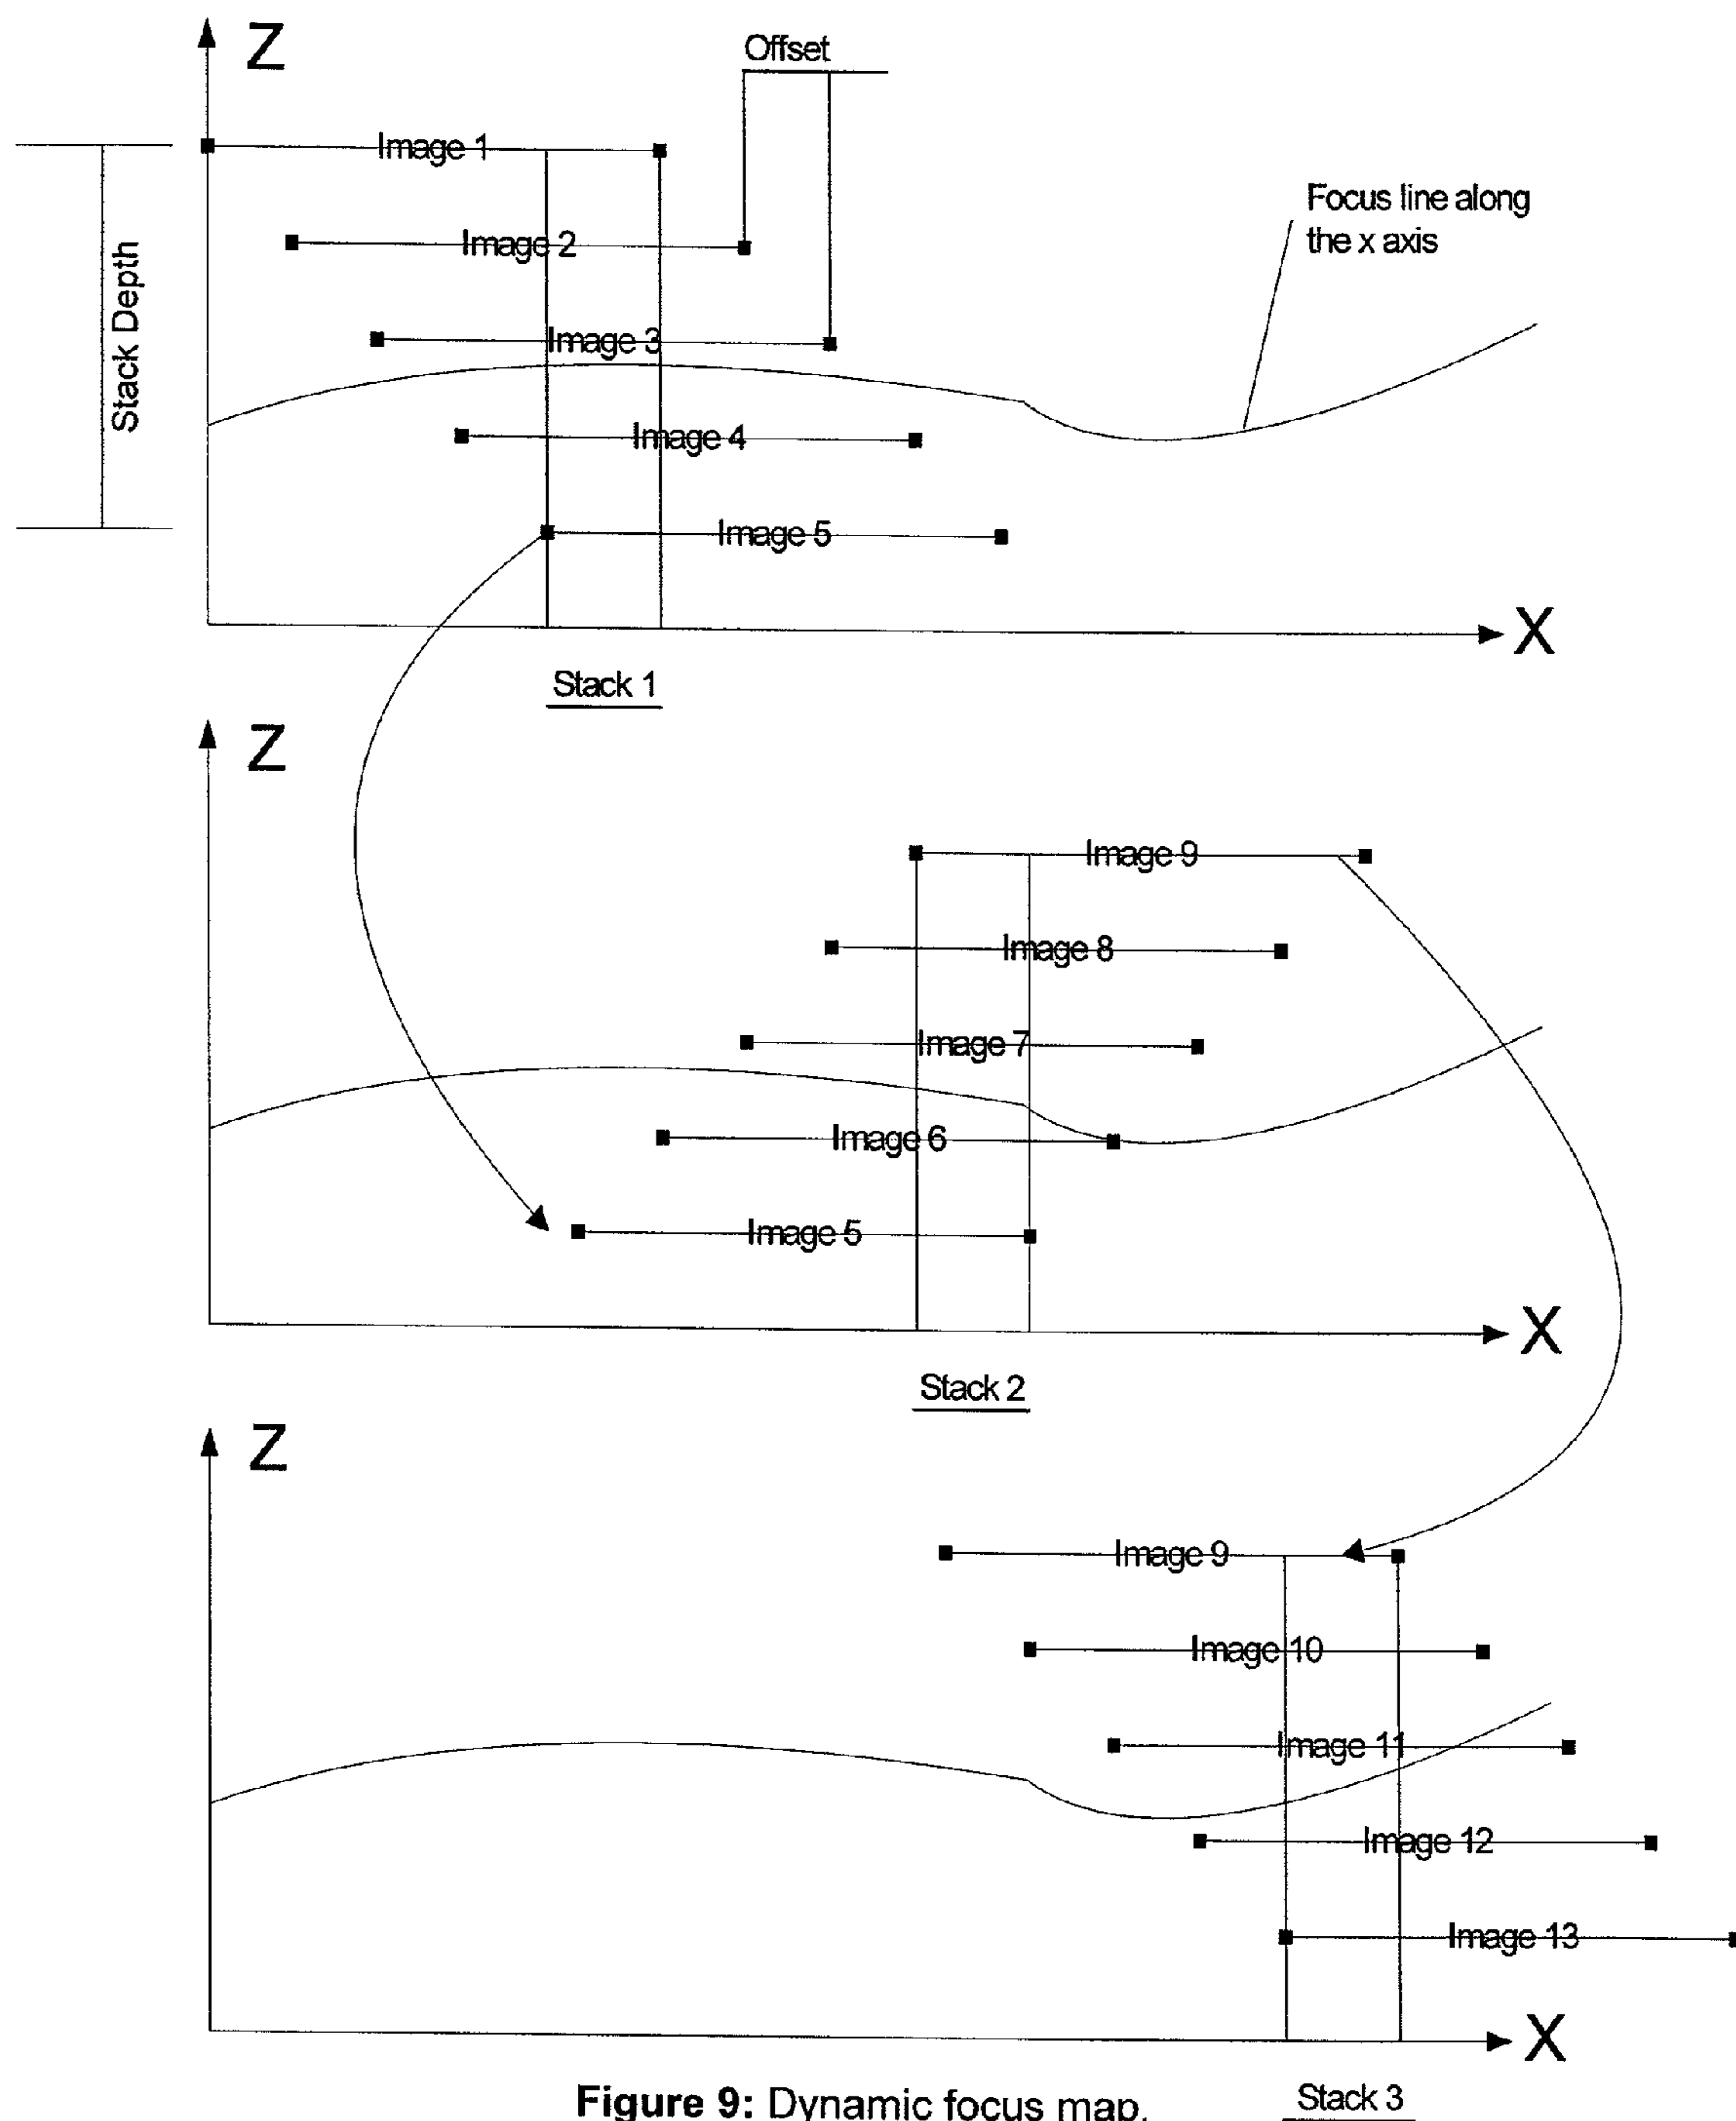 Z
Offset
Image 1
Focus line along
the x axis
Image 2
Stack Depth
Image 3
Image 4
Image 5
X
Stack 1
Z
Image 9
Image 8
Image 7
Image 6
Image 5
X
Stack 2
Z
Image 9
Image 10
Image 11
Image 12
Image 13
X
Stack 3
Figure 9: Dynamic focus map.